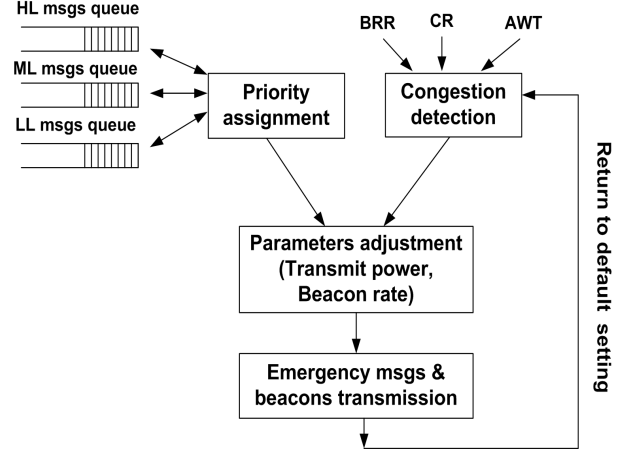 HL msgs queue
ML msgs queue
LL msgs queue
BRR
CR
AWT
Priority
assignment
Congestion
detection
Parameters adjustment
(Transmit power,
Beacon rate)
Emergency msgs &
beacons transmission
Return to default setting